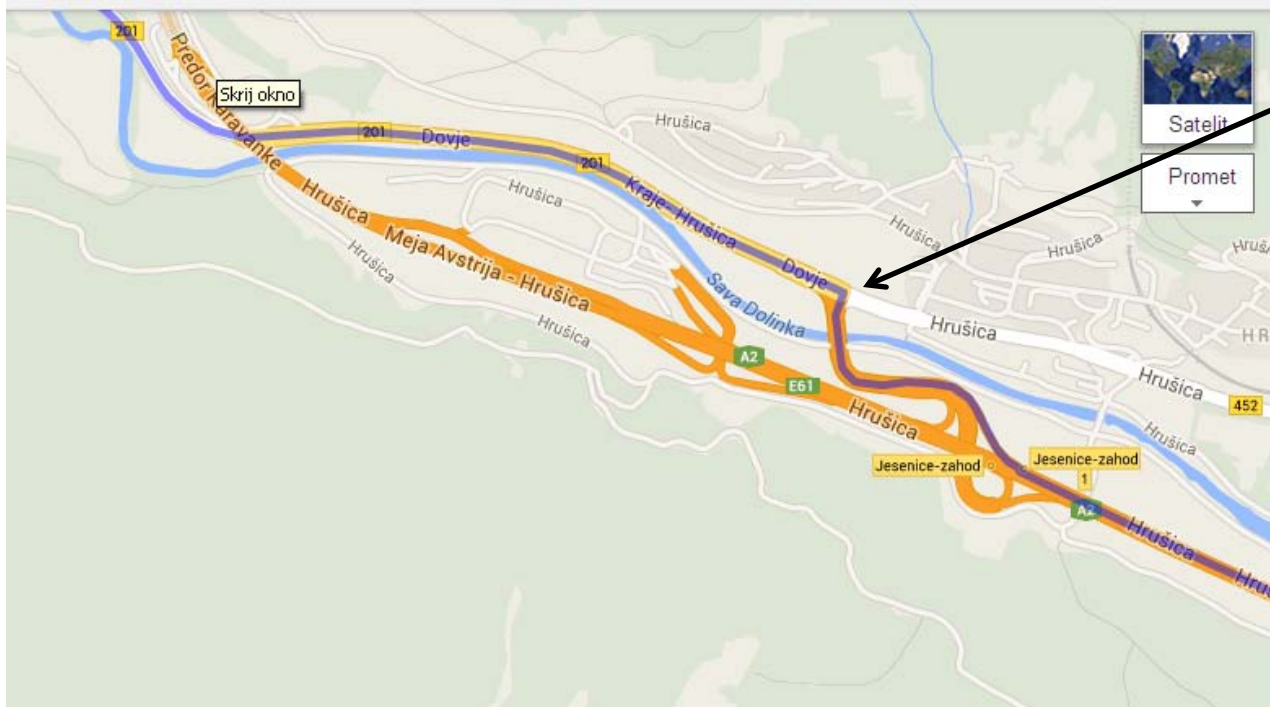 201
Predor Karavanke
Skrij okno
Satelit
Promet
201
Dovje
201
Hrušica
Kraje- Hrušica
Dovje
Hrušica
Hrušica
Meja Avstrija - Hrušica
Hrušica
Hrušica
Hrušica
Hrušica
Sava Dolinka
Hrušica
H R
Hrušica
452
A2
E61
Hrušica
Hrušica
Jesenice-zahod
Jesenice-zahod
1
A2
Hrušica